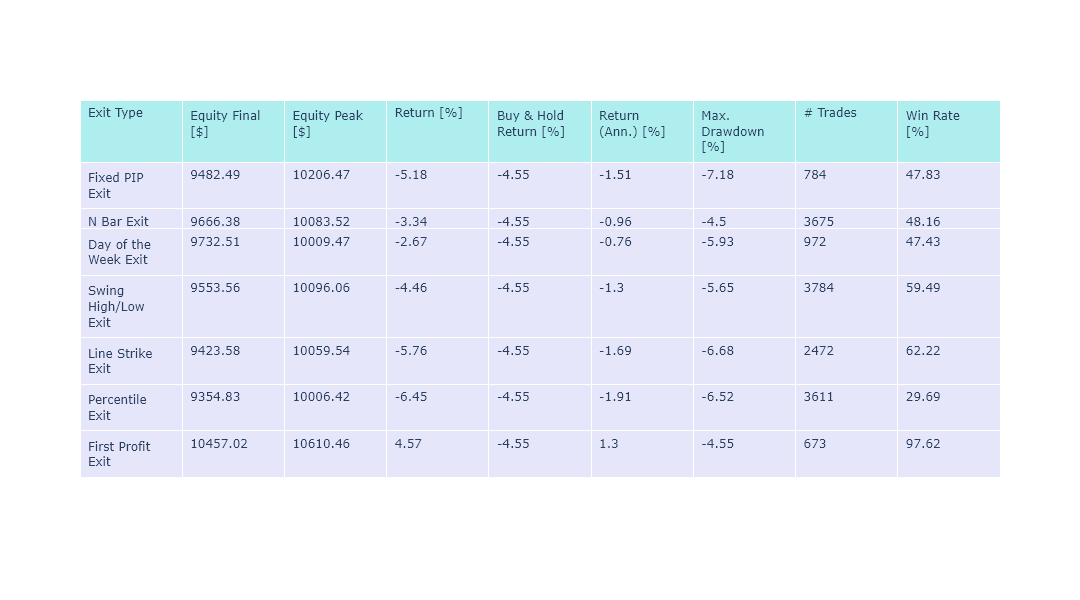 Exit Type Equity Final [$] Equity Peak [$] Return [%] Buy & Hold Return [%] Return (Ann.) [%] Max. Drawdown [%] # Trades Win Rate [%]
Fixed PIP Exit 9482.49 10206.47 -5.18 -4.55 -1.51 -7.18 784 47.83
N Bar Exit 9666.38 10083.52 -3.34 -4.55 -0.96 -4.5 3675 48.16
Day of the Week Exit 9732.51 10009.47 -2.67 -4.55 -0.76 -5.93 972 47.43
Swing High/Low Exit 9553.56 10096.06 -4.46 -4.55 -1.3 -5.65 3784 59.49
Line Strike Exit 9423.58 10059.54 -5.76 -4.55 -1.69 -6.68 2472 62.22
Percentile Exit 9354.83 10006.42 -6.45 -4.55 -1.91 -6.52 3611 29.69
First Profit Exit 10457.02 10610.46 4.57 -4.55 1.3 -4.55 673 97.62